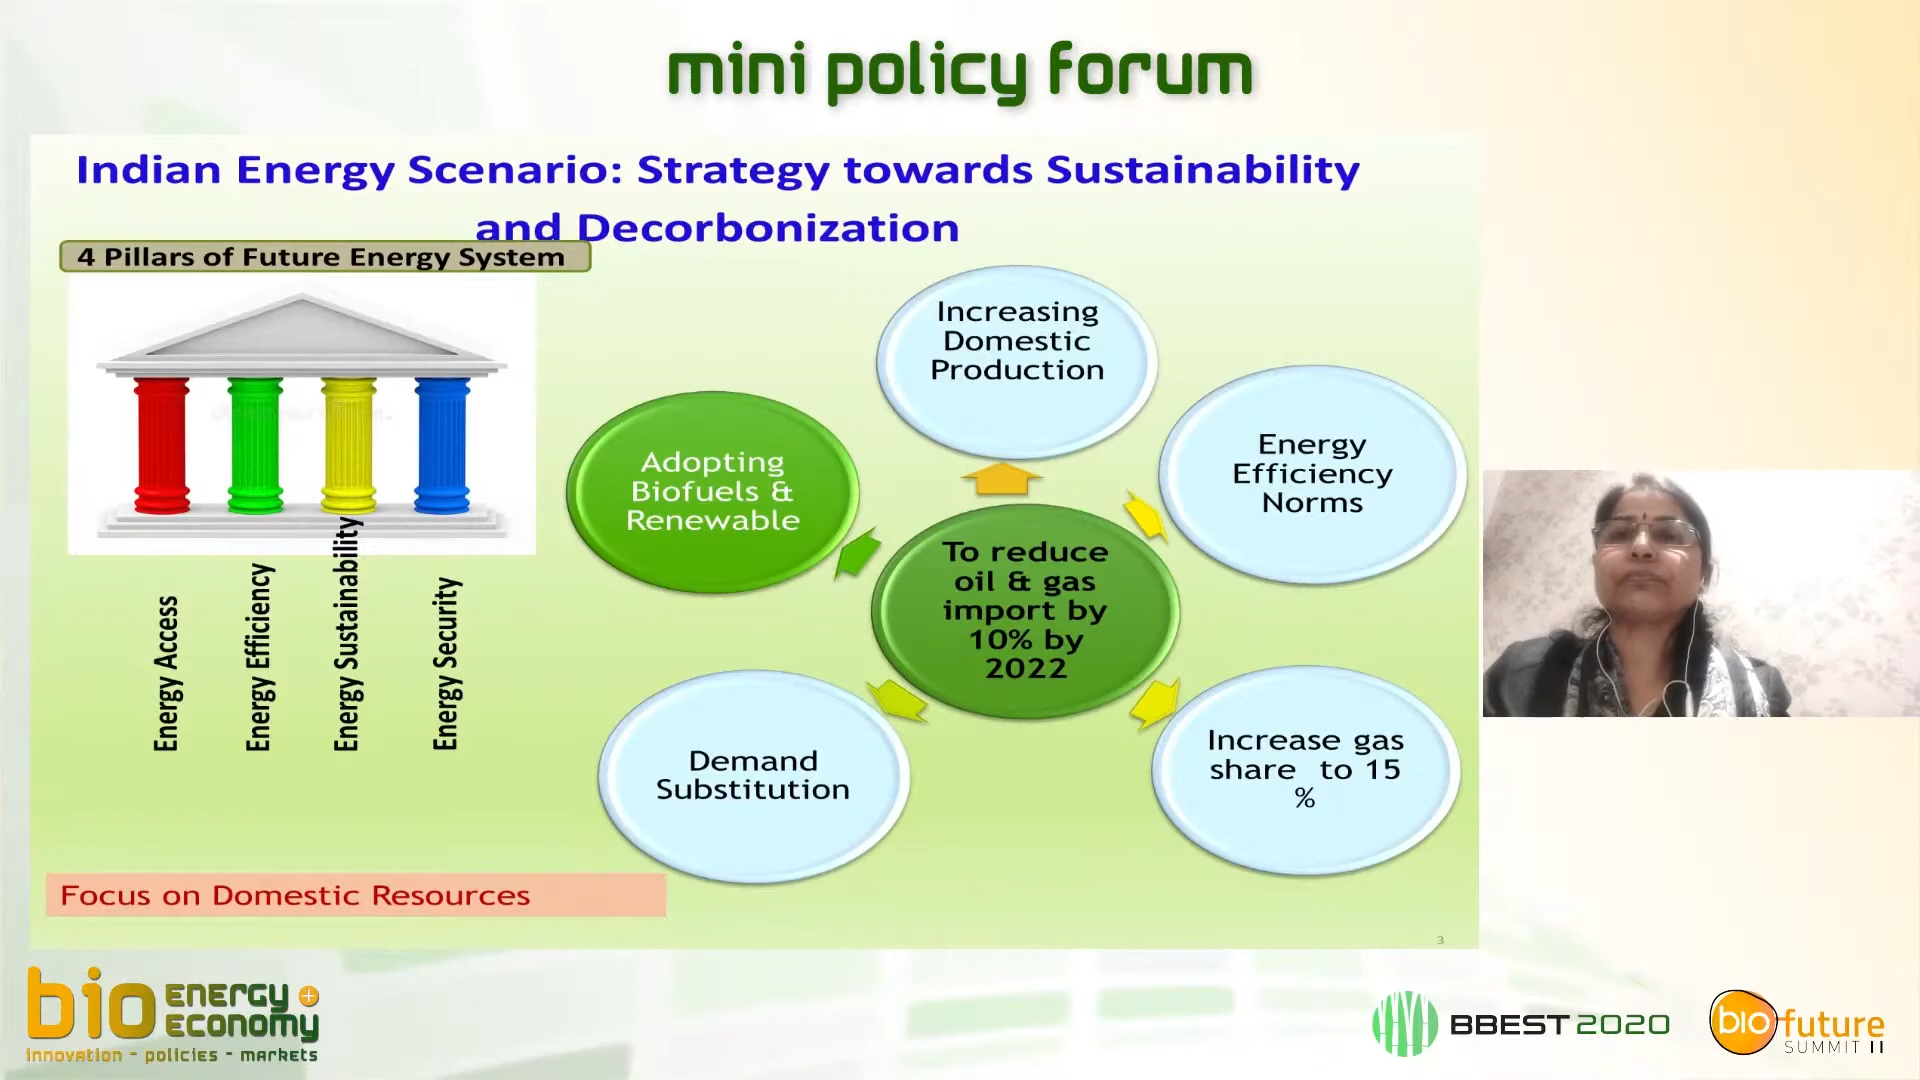 mini policy forum
Indian Energy Scenario: Strategy towards Sustainability
and Decorbonization
4 Pillars of Future Energy System
Energy Access
Energy Efficiency
Energy Sustainability
Energy Security
Increasing
Domestic
Production
Energy
Efficiency
Norms
Adopting
Biofuels &
Renewable
To reduce
oil & gas
import by
10% by
2022
Demand
Substitution
Increase gas
share  to 15
%
Focus on Domestic Resources
3
bio ENERGY +
ECONOMY
innovation - policies - markets
BBEST 2020
bio future
SUMMIT II